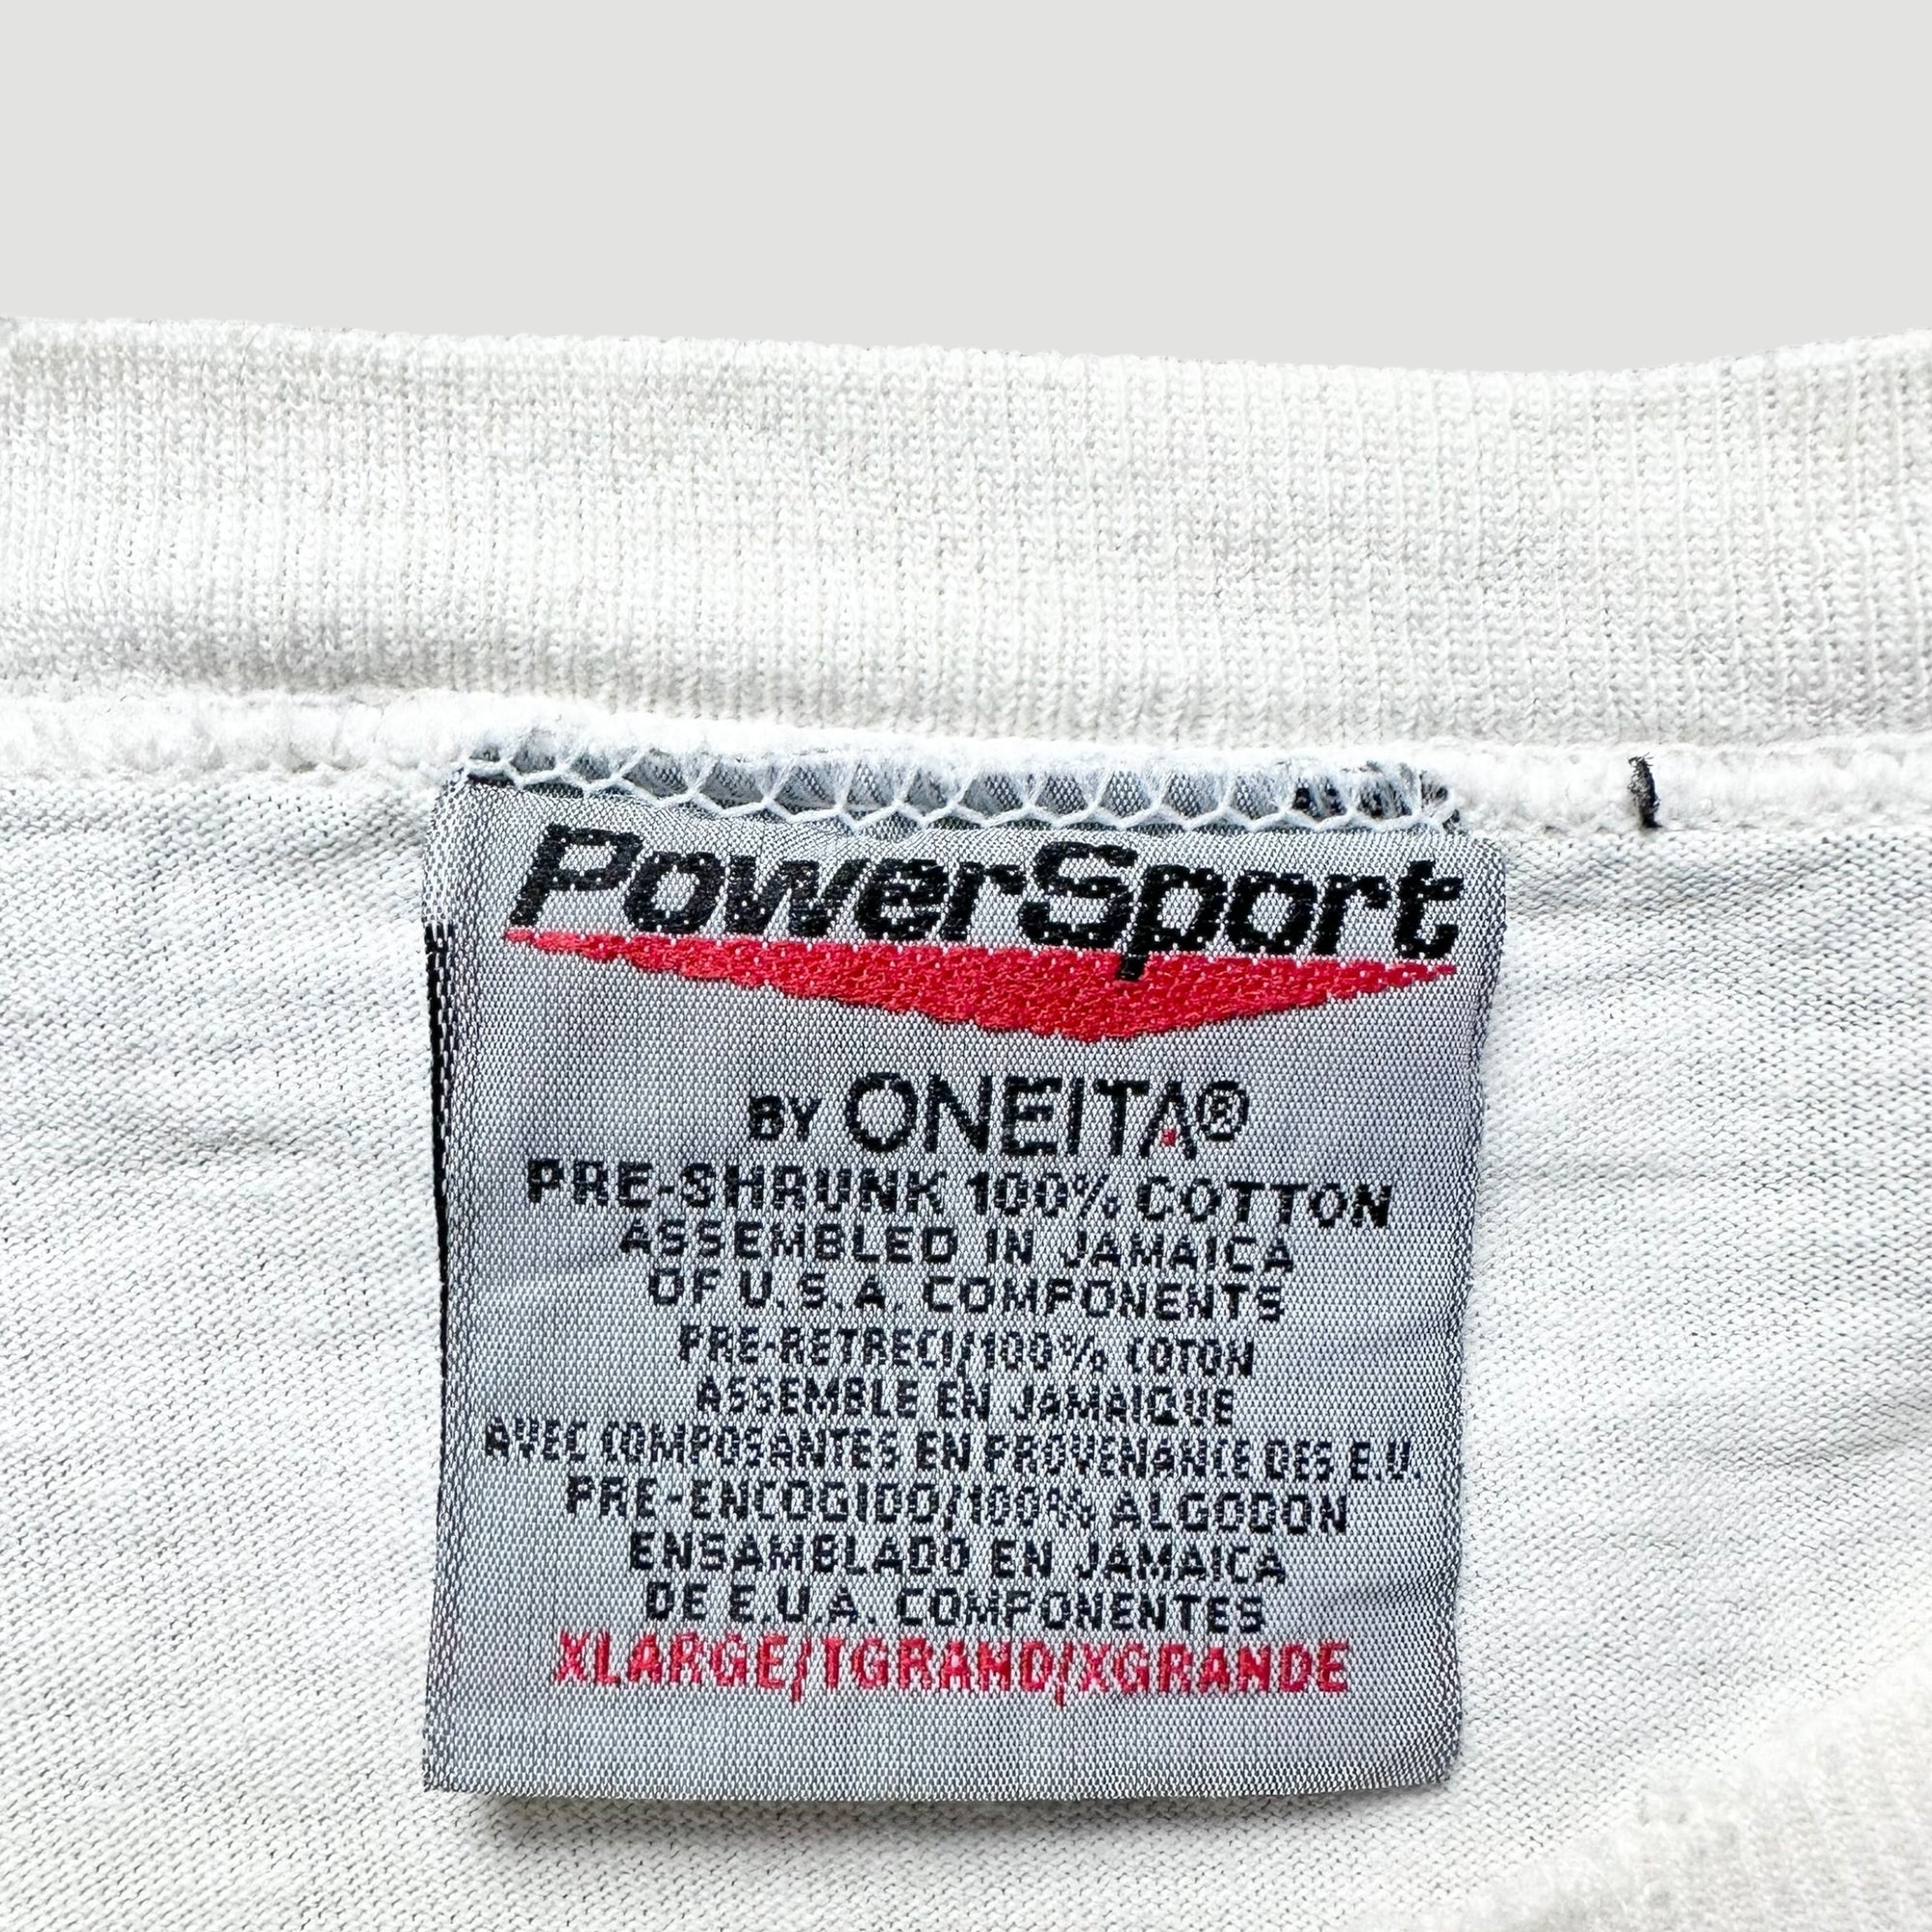 PowerSport
BY ONEITA®
PRE-SHRUNK 100% COTTON
ASSEMBLED IN JAMAICA
OF U.S.A. COMPONENTS
PRE-RETRECI/100% COTON
ASSEMBLE EN JAMAIQUE
AVEC COMPOSANTES EN PROVENANCE DES E.U.
PRE-ENCOGIDO/100% ALGODON
ENSAMBLADO EN JAMAICA
DE E.U.A. COMPONENTES
XLARGE/TGRAND/XGRANDE